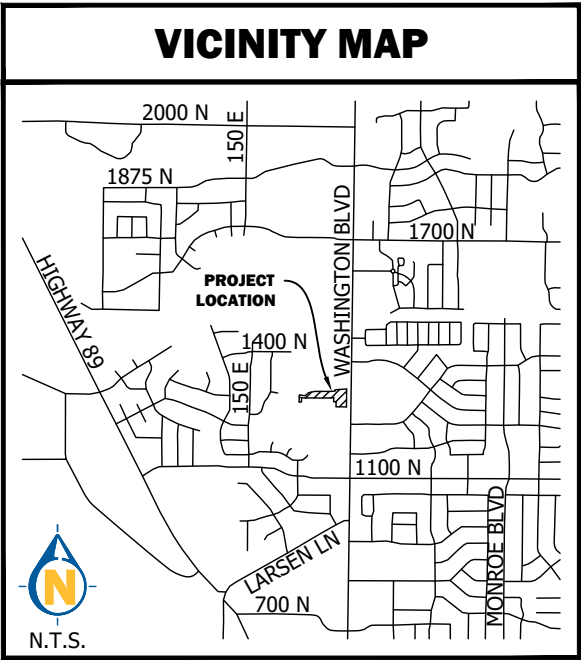 VICINITY MAP
2000 N
150 E
1875 N
WASHINGTON BLVD
1700 N
HIGHWAY 89
PROJECT
LOCATION
1400 N
150 E
1100 N
MONROE BLVD
LARSEN LN
700 N
N
N.T.S.